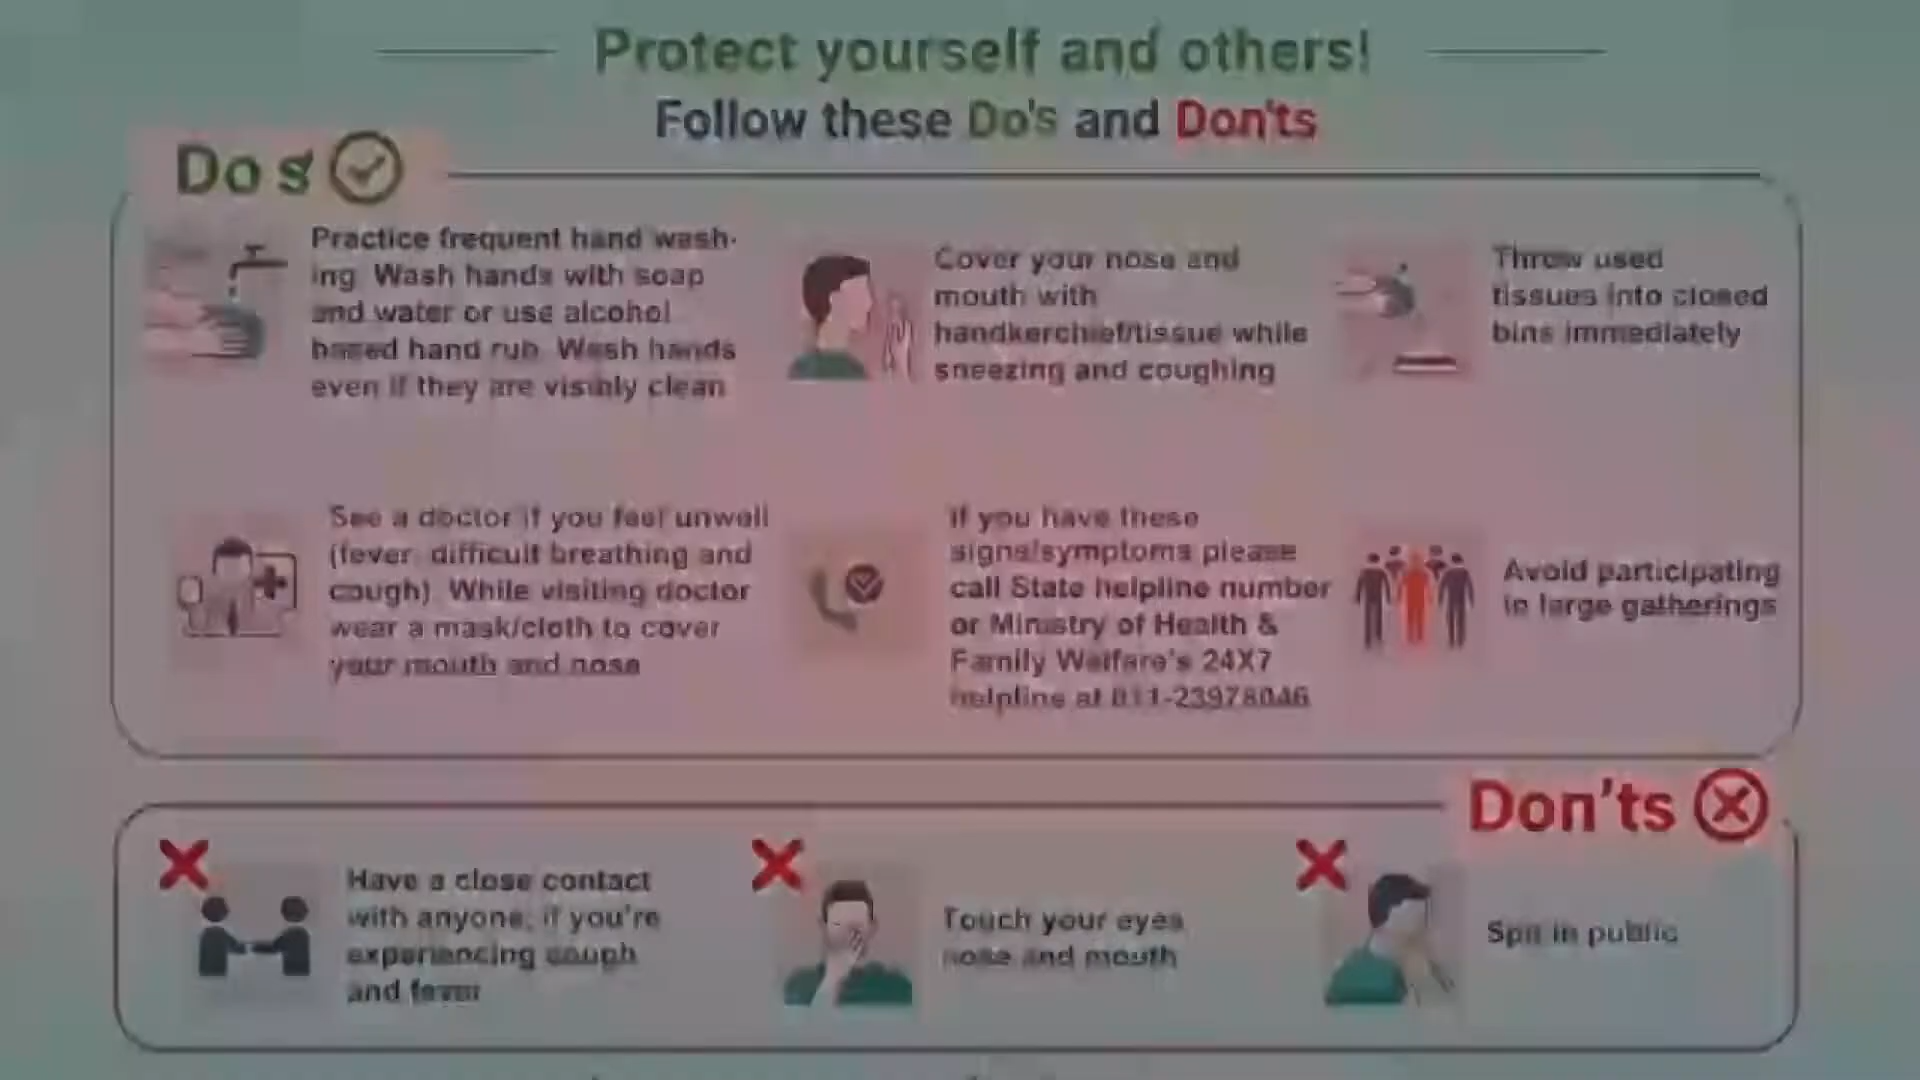 Protect yourself and others!
Follow these Do's and Don'ts
Do s
Practice frequent hand wash-
ing. Wash hands with soap
and water or use alcohol
based hand rub. Wash hands
even if they are visibly clean
Cover your nose and
mouth with
handkerchief/tissue while
sneezing and coughing
Throw used
tissues into closed
bins immediately
See a doctor if you feel unwell
(fever, difficult breathing and
cough). While visiting doctor
wear a mask/cloth to cover
your mouth and nose
If you have these
signs/symptoms please
call State helpline number
or Ministry of Health &
Family Welfare's 24X7
helpline at 011-23978046
Avoid participating
in large gatherings
Don'ts
Have a close contact
with anyone, if you're
experiencing cough
and fever
Touch your eyes
nose and mouth
Spit in public